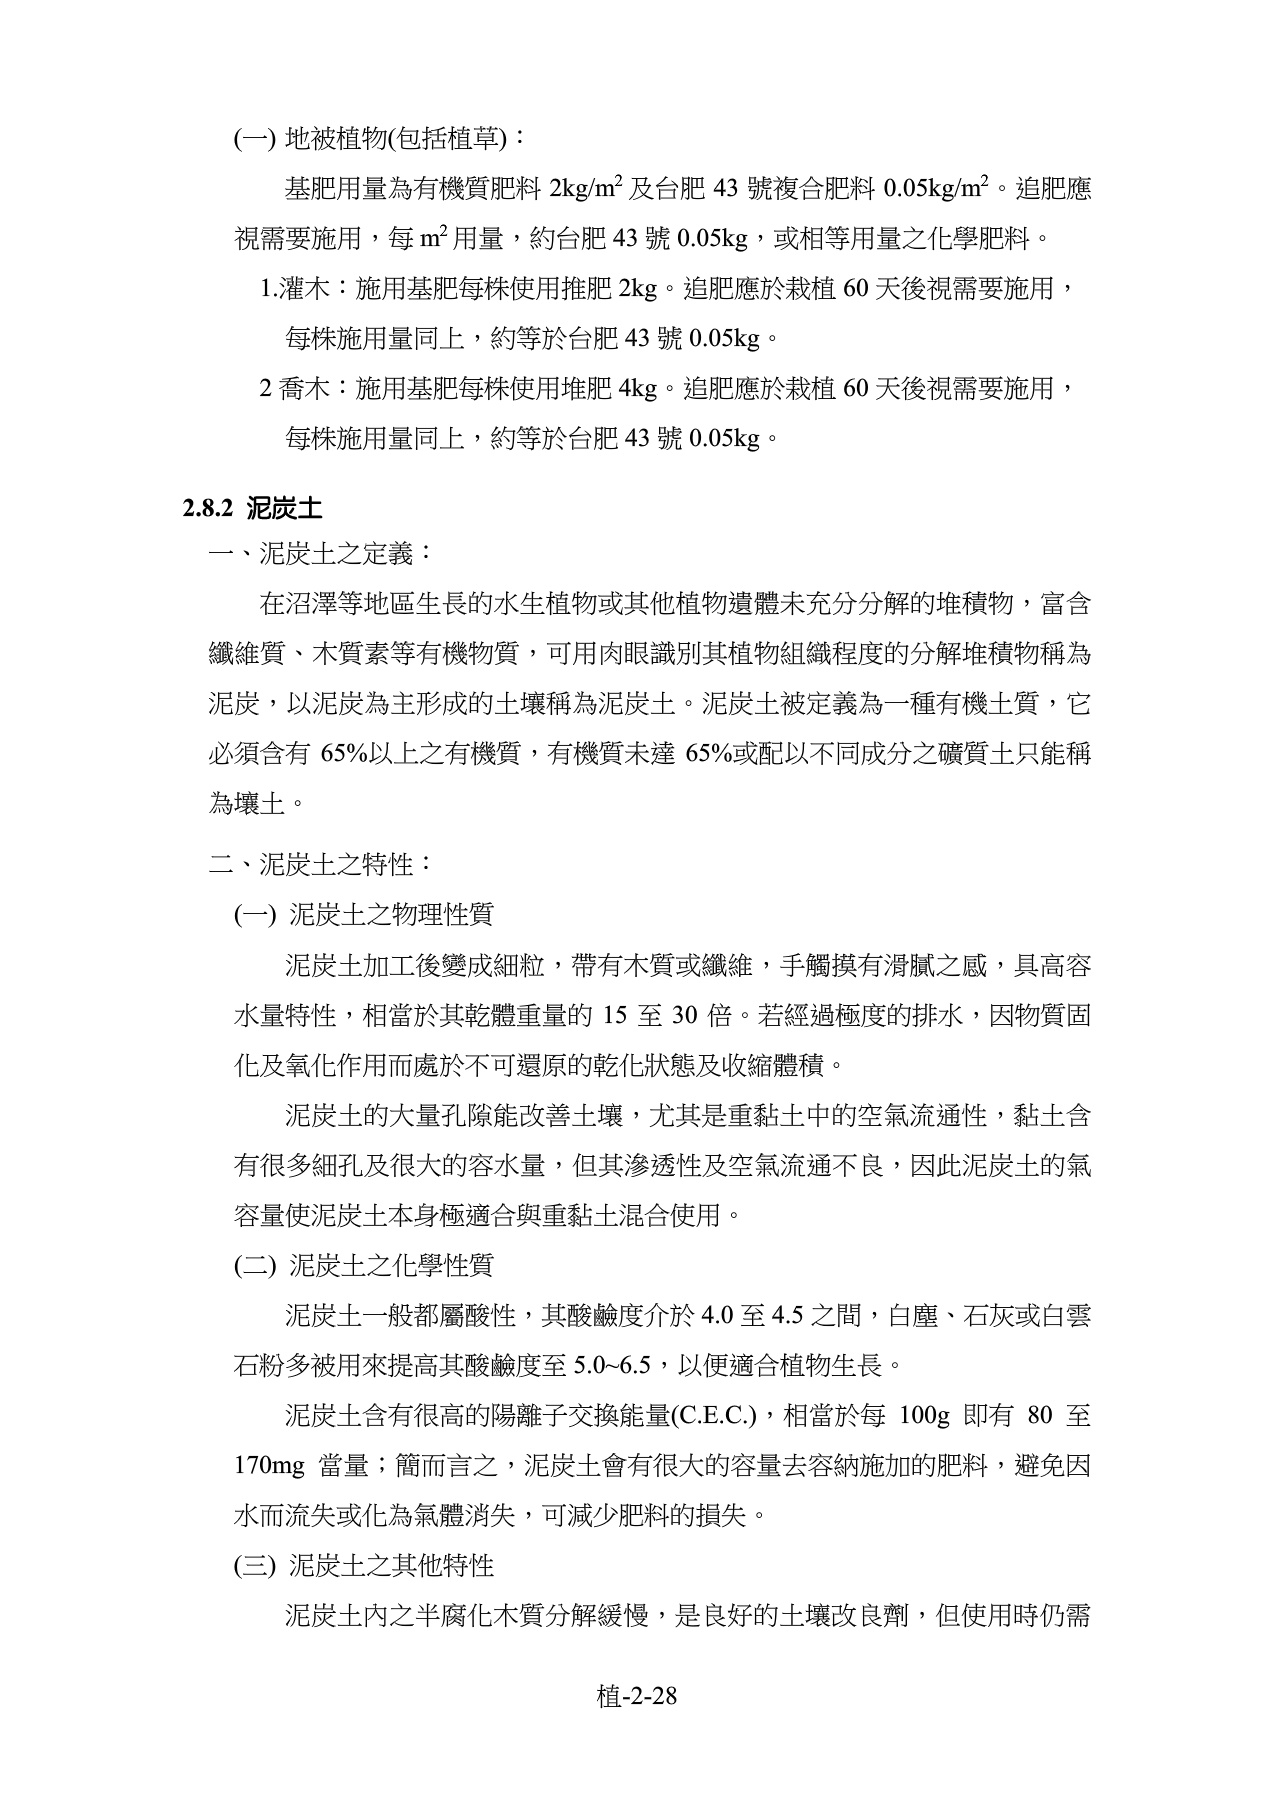 (一) 地被植物(包括植草)：
基肥用量為有機質肥料 2kg/m² 及台肥 43 號複合肥料 0.05kg/m²。追肥應
視需要施用，每 m² 用量，約台肥 43 號 0.05kg，或相等用量之化學肥料。
1.灌木：施用基肥每株使用推肥 2kg。追肥應於栽植 60 天後視需要施用，
每株施用量同上，約等於台肥 43 號 0.05kg。
2 喬木：施用基肥每株使用堆肥 4kg。追肥應於栽植 60 天後視需要施用，
每株施用量同上，約等於台肥 43 號 0.05kg。
2.8.2 泥炭土
一、泥炭土之定義：
在沼澤等地區生長的水生植物或其他植物遺體未充分分解的堆積物，富含
纖維質、木質素等有機物質，可用肉眼識別其植物組織程度的分解堆積物稱為
泥炭，以泥炭為主形成的土壤稱為泥炭土。泥炭土被定義為一種有機土質，它
必須含有 65%以上之有機質，有機質未達 65%或配以不同成分之礦質土只能稱
為壤土。
二、泥炭土之特性：
(一) 泥炭土之物理性質
泥炭土加工後變成細粒，帶有木質或纖維，手觸摸有滑膩之感，具高容
水量特性，相當於其乾體重量的 15 至 30 倍。若經過極度的排水，因物質固
化及氧化作用而處於不可還原的乾化狀態及收縮體積。
泥炭土的大量孔隙能改善土壤，尤其是重黏土中的空氣流通性，黏土含
有很多細孔及很大的容水量，但其滲透性及空氣流通不良，因此泥炭土的氣
容量使泥炭土本身極適合與重黏土混合使用。
(二) 泥炭土之化學性質
泥炭土一般都屬酸性，其酸鹼度介於 4.0 至 4.5 之間，白塵、石灰或白雲
石粉多被用來提高其酸鹼度至 5.0~6.5，以便適合植物生長。
泥炭土含有很高的陽離子交換能量(C.E.C.)，相當於每 100g 即有 80 至
170mg 當量；簡而言之，泥炭土會有很大的容量去容納施加的肥料，避免因
水而流失或化為氣體消失，可減少肥料的損失。
(三) 泥炭土之其他特性
泥炭土內之半腐化木質分解緩慢，是良好的土壤改良劑，但使用時仍需
植-2-28